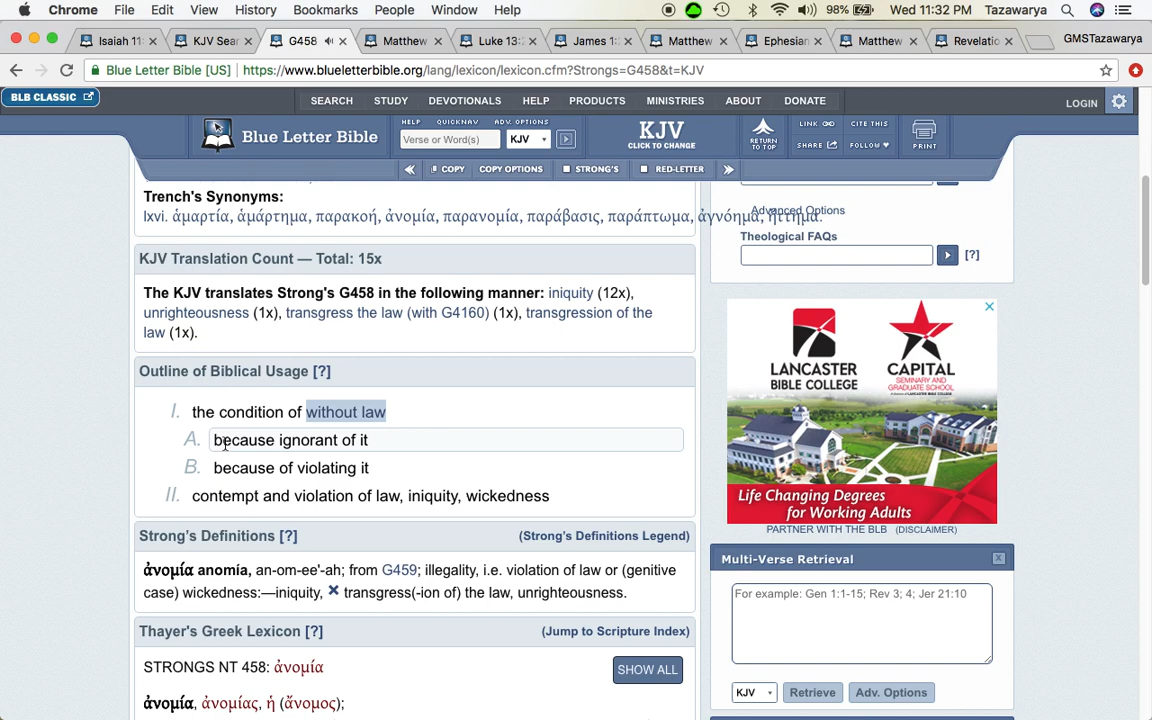 Chrome File Edit View History Bookmarks People Window Help 98% Wed 11:32 PM Tazawarya
Isaiah 11: KJV Sear G458 Matthew Luke 13: James 1: Matthew Ephesian Matthew Revelatio GMSTazawarya
Blue Letter Bible [US] https://www.blueletterbible.org/lang/lexicon/lexicon.cfm?Strongs=G458&t=KJV
BLB CLASSIC SEARCH STUDY DEVOTIONALS HELP PRODUCTS MINISTRIES ABOUT DONATE LOGIN
Blue Letter Bible
HELP QUICKNAV ADV. OPTIONS
Verse or Word(s) KJV
KJV
CLICK TO CHANGE
RETURN
TO TOP
LINK CITE THIS
SHARE FOLLOW
PRINT
COPY COPY OPTIONS STRONG'S RED-LETTER
Trench's Synonyms:
lxvi. ἁμαρτία, ἁμάρτημα, παρακοή, ἀνομία, παρανομία, παράβασις, παράπτωμα, ἀγνόημα, ἥττημα.
KJV Translation Count — Total: 15x
The KJV translates Strong's G458 in the following manner: iniquity (12x),
unrighteousness (1x), transgress the law (with G4160) (1x), transgression of the
law (1x).
Outline of Biblical Usage [?]
I. the condition of without law
A. because ignorant of it
B. because of violating it
II. contempt and violation of law, iniquity, wickedness
Strong's Definitions [?] (Strong's Definitions Legend)
ἀνομία anomía, an-om-ee'-ah; from G459; illegality, i.e. violation of law or (genitive
case) wickedness:—iniquity, × transgress(-ion of) the law, unrighteousness.
Thayer's Greek Lexicon [?] (Jump to Scripture Index)
STRONGS NT 458: ἀνομία SHOW ALL
ἀνομία, ἀνομίας, ἡ (ἄνομος);
Advanced Options
Theological FAQs
[?]
LANCASTER
BIBLE COLLEGE
CAPITAL
SEMINARY AND
GRADUATE SCHOOL
Life Changing Degrees
for Working Adults
PARTNER WITH THE BLB (DISCLAIMER)
Multi-Verse Retrieval
For example: Gen 1:1-15; Rev 3; 4; Jer 21:10
KJV Retrieve Adv. Options